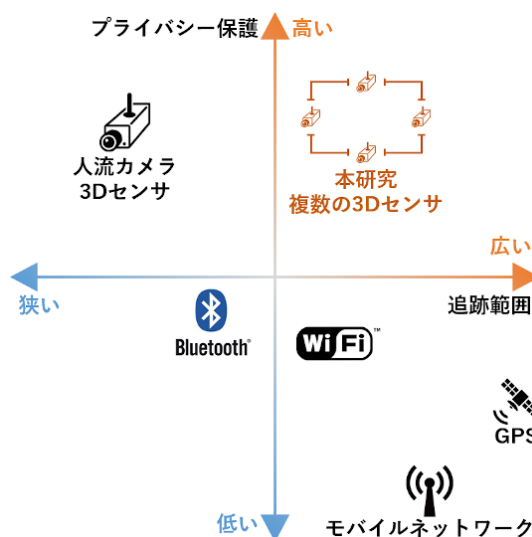 プライバシー保護
高い
人流カメラ
3Dセンサ
本研究
複数の3Dセンサ
広い
狭い
追跡範囲
Bluetooth®
WiFi™
GPS
低い
モバイルネットワーク